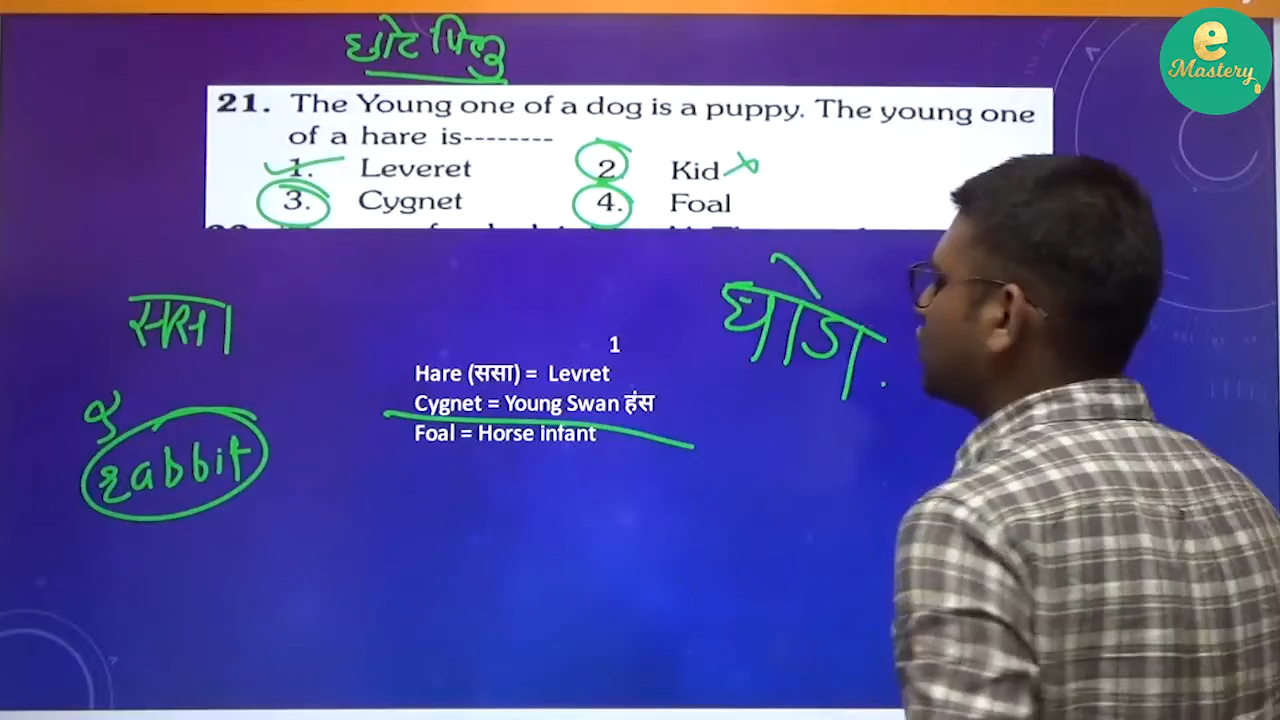 e
Mastery
छोट पिल्लु
21. The Young one of a dog is a puppy. The young one
of a hare is--------
1. Leveret 2. Kid
3. Cygnet 4. Foal
ससा
घोडा
1
Hare (ससा) = Levret
Cygnet = Young Swan हंस
Foal = Horse infant
rabbit